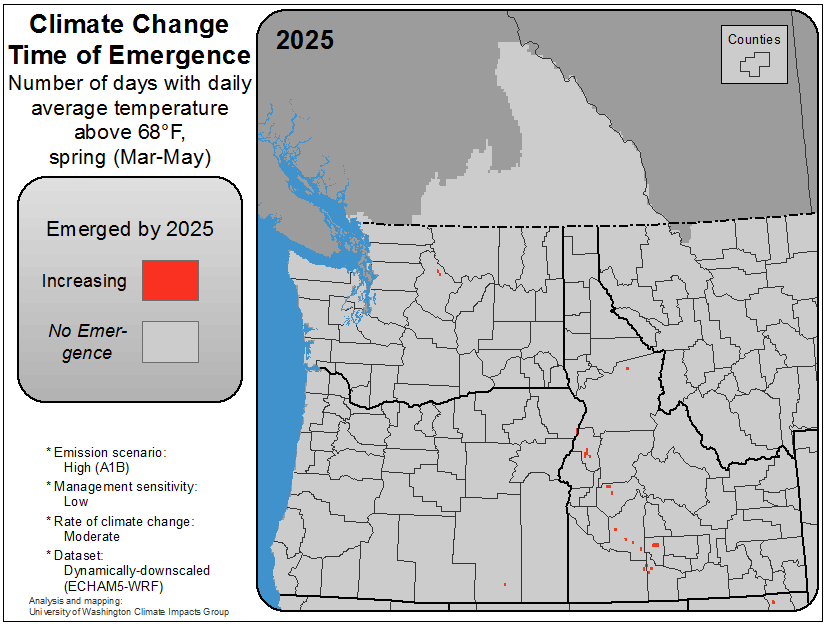 Climate Change
Time of Emergence
Number of days with daily
average temperature
above 68°F,
spring (Mar-May)
Emerged by 2025
Increasing
No Emer-
gence
* Emission scenario:
High (A1B)
* Management sensitivity:
Low
* Rate of climate change:
Moderate
* Dataset:
Dynamically-downscaled
(ECHAM5-WRF)
Analysis and mapping:
University of Washington Climate Impacts Group
2025
Counties